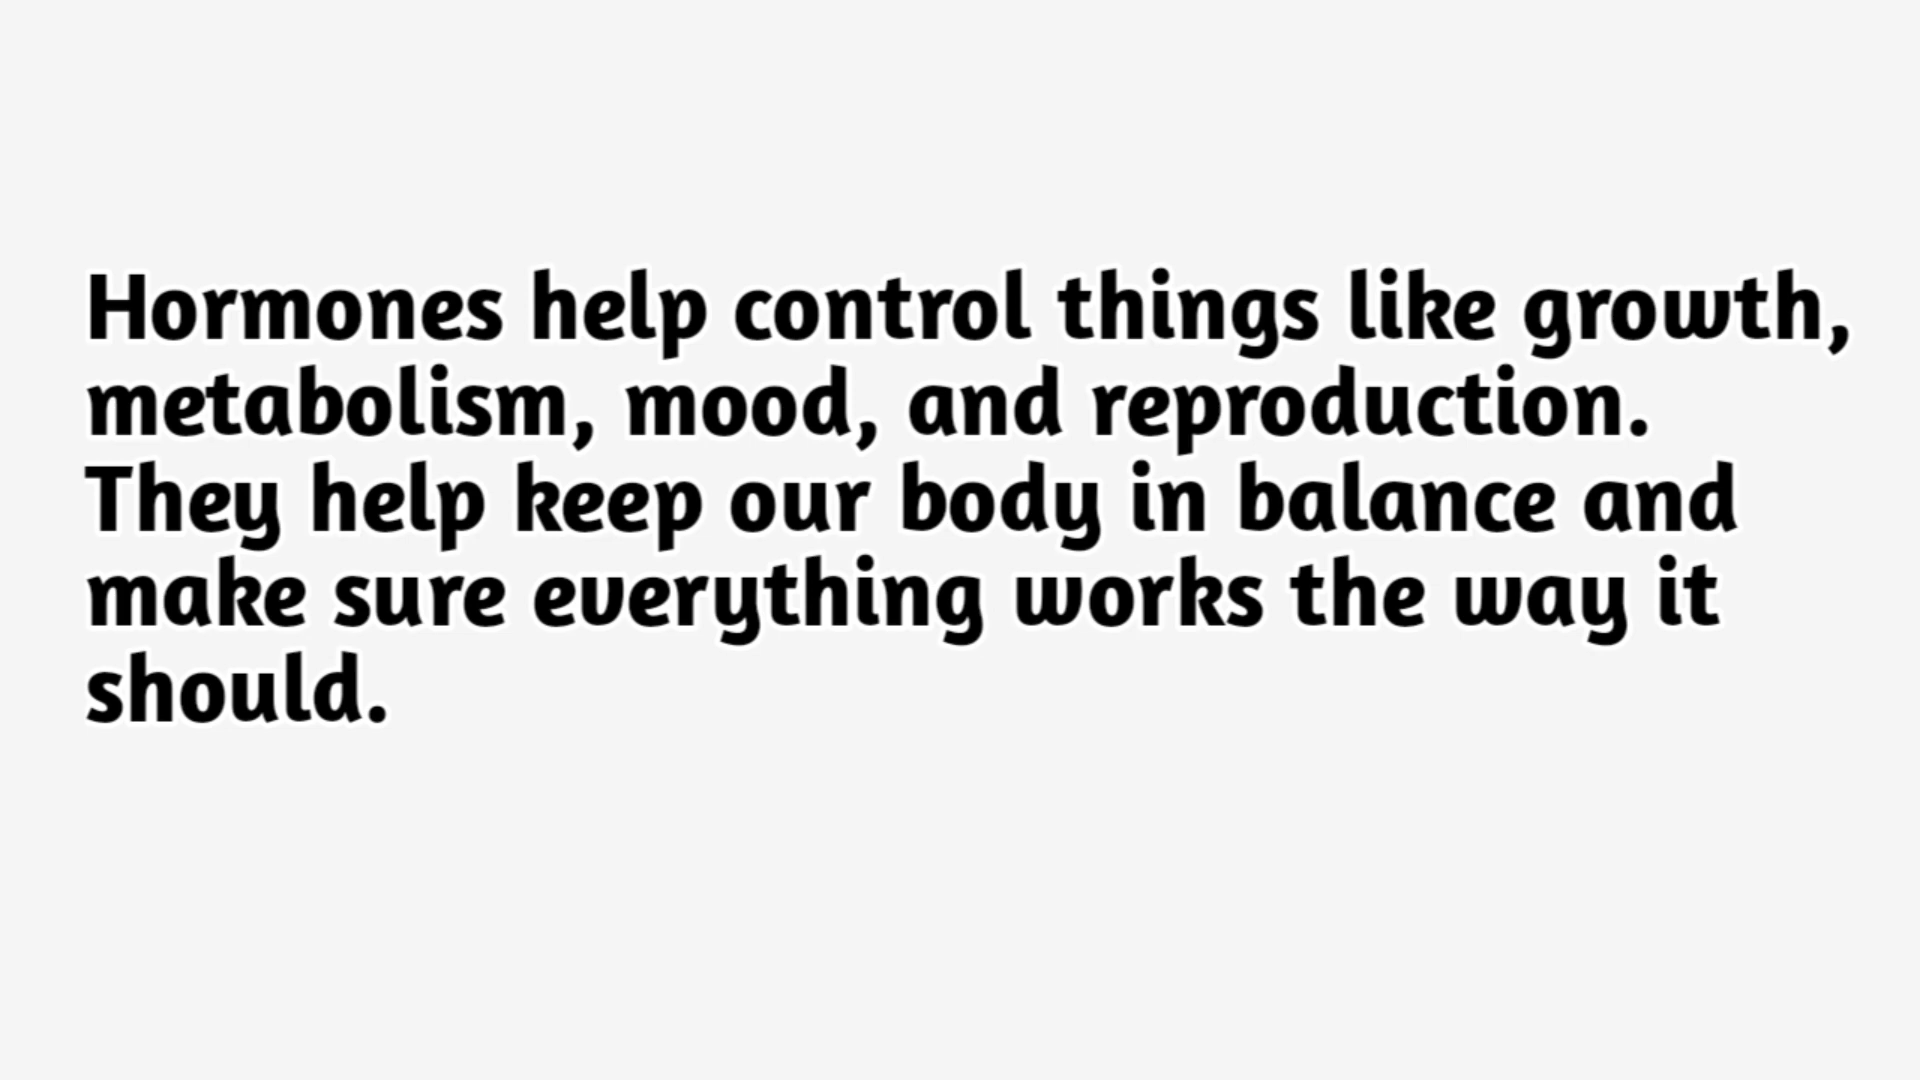 Hormones help control things like growth,
metabolism, mood, and reproduction.
They help keep our body in balance and
make sure everything works the way it
should.